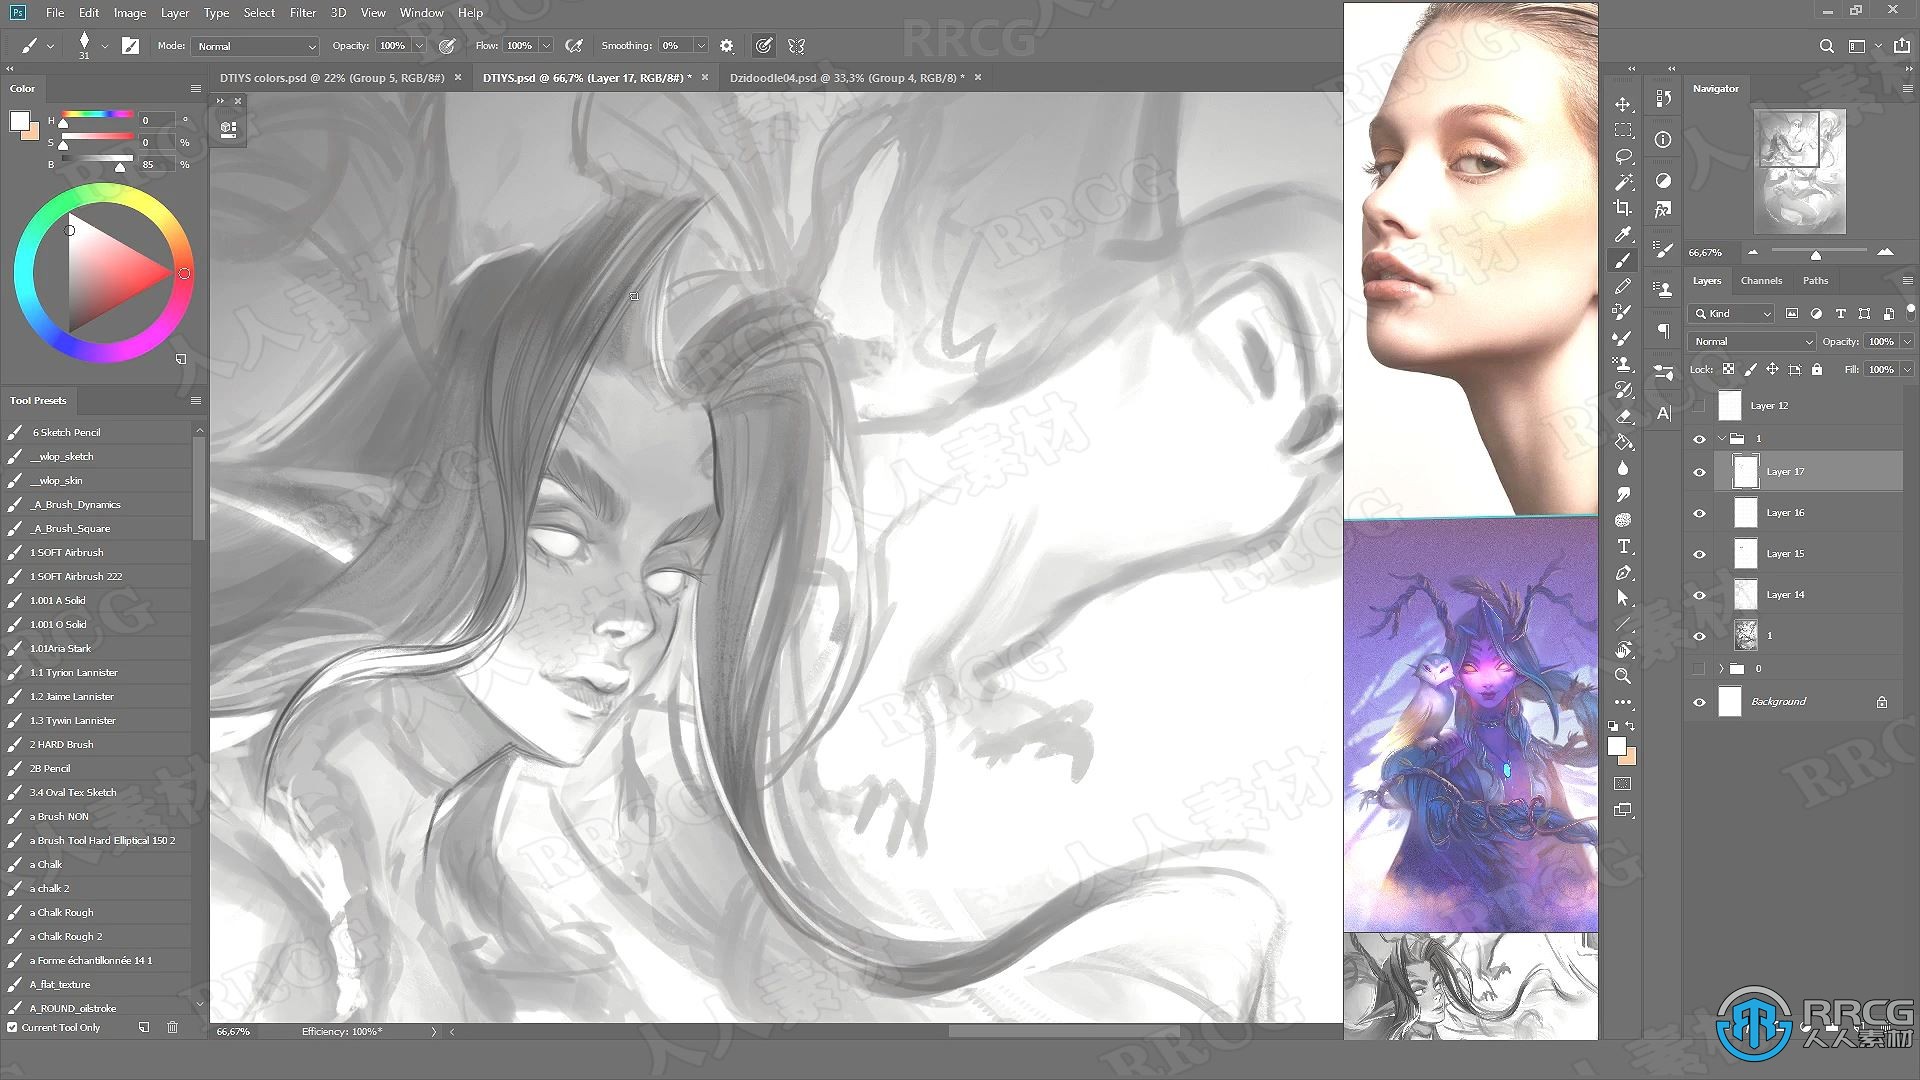 Ps File Edit Image Layer Type Select Filter 3D View Window Help
31 Mode: Normal Opacity: 100% Flow: 100% Smoothing: 0%
DTIYS colors.psd @ 22% (Group 5, RGB/8#) ×
DTIYS.psd @ 66,7% (Layer 17, RGB/8#) * ×
Dzidoodle04.psd @ 33,3% (Group 4, RGB/8) * ×
Color
H 0 °
S 0 %
B 85 %
Tool Presets
6 Sketch Pencil
__wlop_sketch
__wlop_skin
_A_Brush_Dynamics
_A_Brush_Square
1 SOFT Airbrush
1 SOFT Airbrush 222
1.001 A Solid
1.001 O Solid
1.01Aria Stark
1.1 Tyrion Lannister
1.2 Jaime Lannister
1.3 Tywin Lannister
2 HARD Brush
2B Pencil
3.4 Oval Tex Sketch
a Brush NON
a Brush Tool Hard Elliptical 150 2
a Chalk
a chalk 2
a Chalk Rough
a Chalk Rough 2
a Forme échantillonnée 14 1
A_flat_texture
A_ROUND_oilstroke
Current Tool Only
66,67% Efficiency: 100%*
Navigator
66,67%
Layers Channels Paths
Kind
Normal Opacity: 100%
Lock: Fill: 100%
Layer 12
1
Layer 17
Layer 16
Layer 15
Layer 14
1
0
Background
RRCG
人人素材